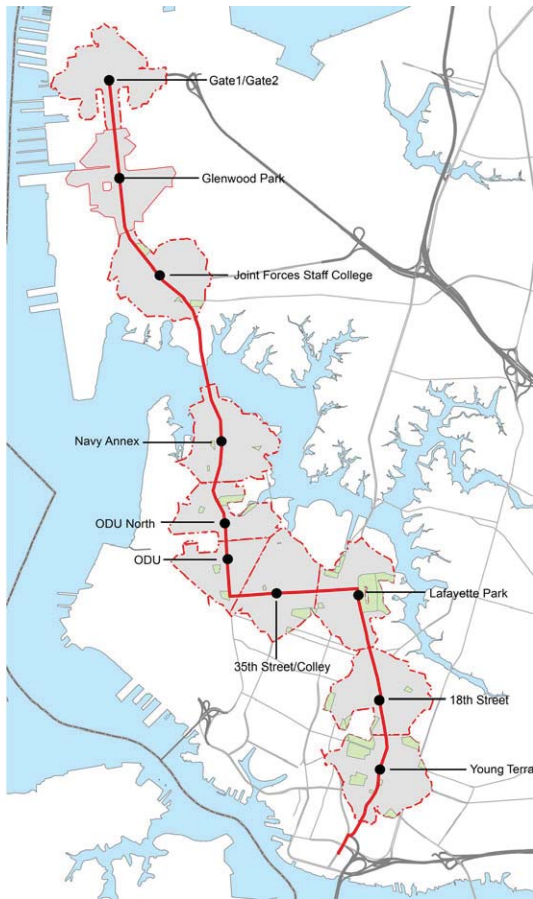 Gate1/Gate2
Glenwood Park
Joint Forces Staff College
Navy Annex
ODU North
ODU
Lafayette Park
35th Street/Colley
18th Street
Young Terra